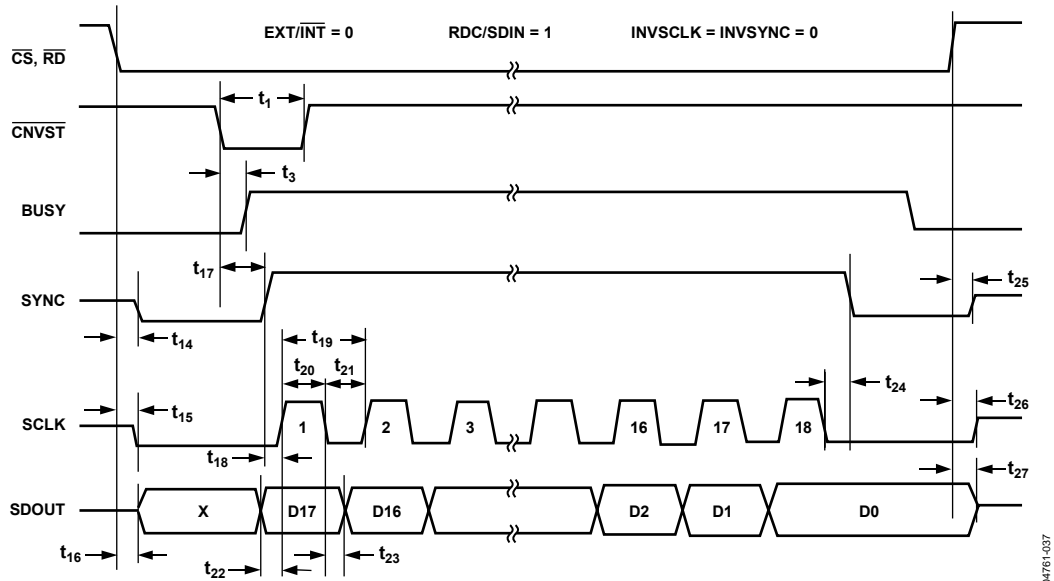 EXT/INT = 0 RDC/SDIN = 1 INVSCLK = INVSYNC = 0
CS, RD
t1
CNVST
t3
BUSY
t17
SYNC
t25
t14
t19
t20 t21
t24
t15
t26
SCLK
1 2 3 16 17 18
t18
t27
SDOUT
X D17 D16 D2 D1 D0
t16
t22
t23
04761-037